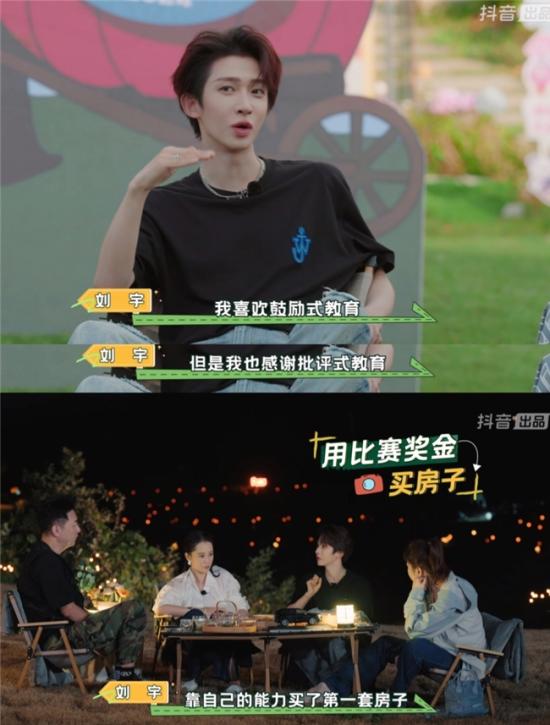 抖音出品
刘宇
我喜欢鼓励式教育
刘宇
但是我也感谢批评式教育
抖音出品
用比赛奖金
买房子
刘宇
靠自己的能力买了第一套房子